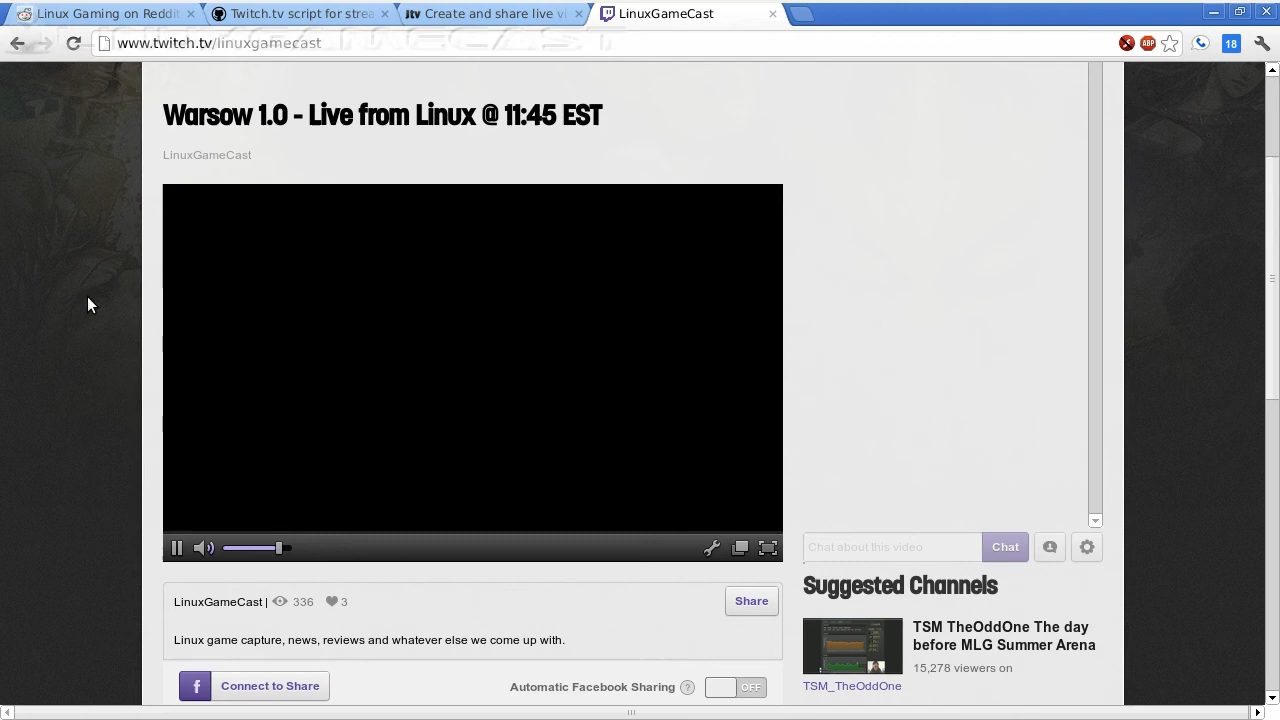 Linux Gaming on Reddit
Twitch.tv script for strea
jtv Create and share live vi
LinuxGameCast
www.twitch.tv/linuxgamecast
ABP
18
Warsow 1.0 - Live from Linux @ 11:45 EST
LinuxGameCast
Chat about this video
Chat
LinuxGameCast | 336 3
Share
Linux game capture, news, reviews and whatever else we come up with.
f Connect to Share
Automatic Facebook Sharing ? OFF
Suggested Channels
TSM TheOddOne The day
before MLG Summer Arena
15,278 viewers on
TSM_TheOddOne